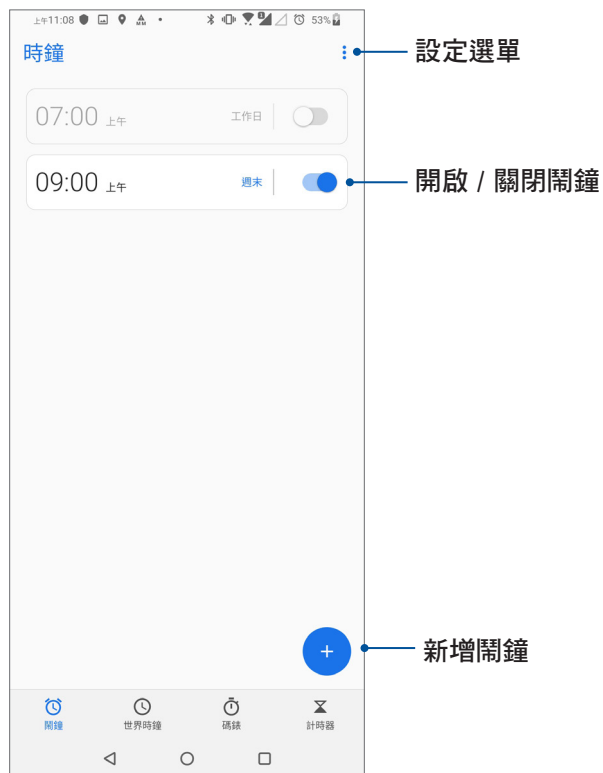 上午11:08
53%
時鐘
設定選單
07:00 上午 工作日
09:00 上午 週末
開啟 / 關閉鬧鐘
新增鬧鐘
鬧鐘 世界時鐘 碼錶 計時器